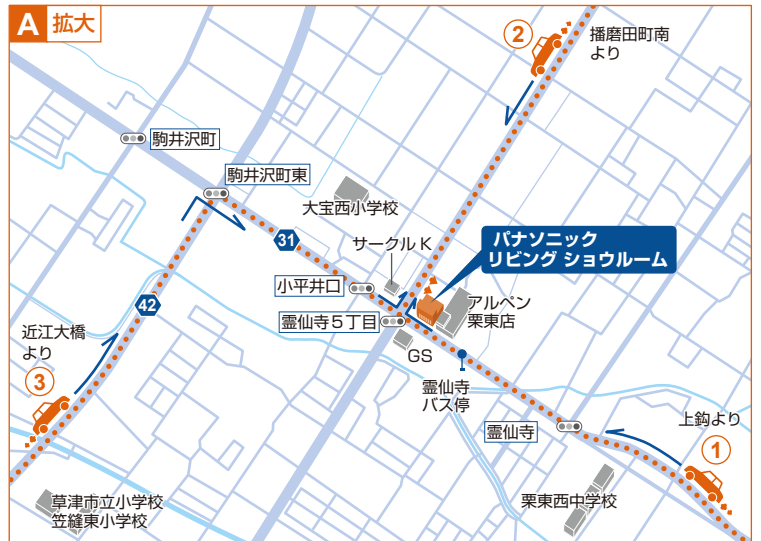 A 拡大
②
播磨田町南
より
駒井沢町
駒井沢町東
大宝西小学校
31
サークルK
パナソニック
リビング ショウルーム
小平井口
アルペン
栗東店
42
霊仙寺5丁目
近江大橋
より
③
GS
霊仙寺
バス停
霊仙寺
上鈎より
①
草津市立小学校
笠縫東小学校
栗東西中学校